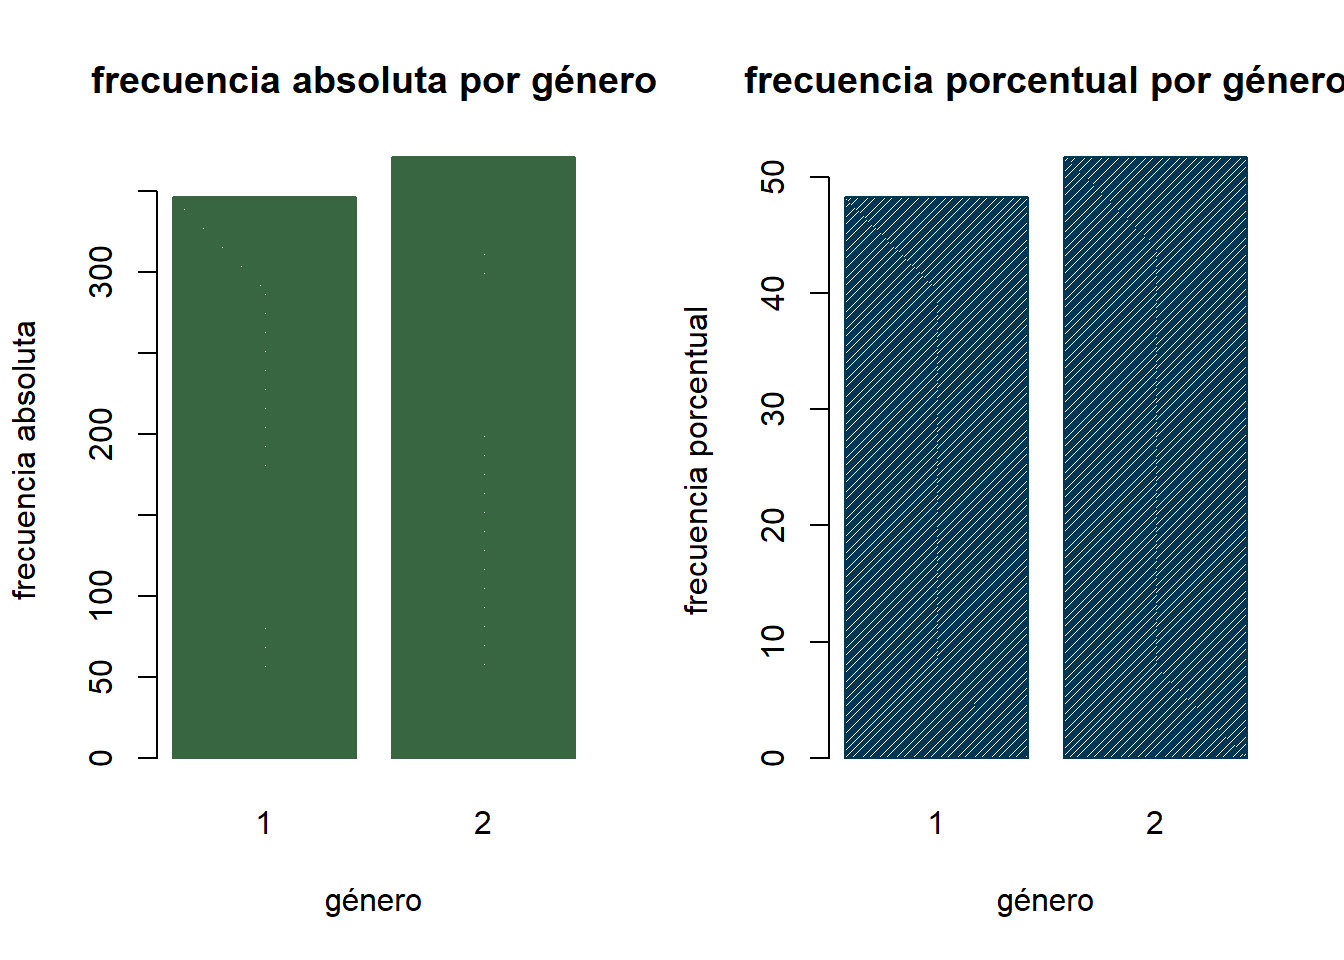 frecuencia absoluta por género
frecuencia absoluta
300
200
100
50
0
1 2
género
frecuencia porcentual por género
frecuencia porcentual
50
40
30
20
10
0
1 2
género